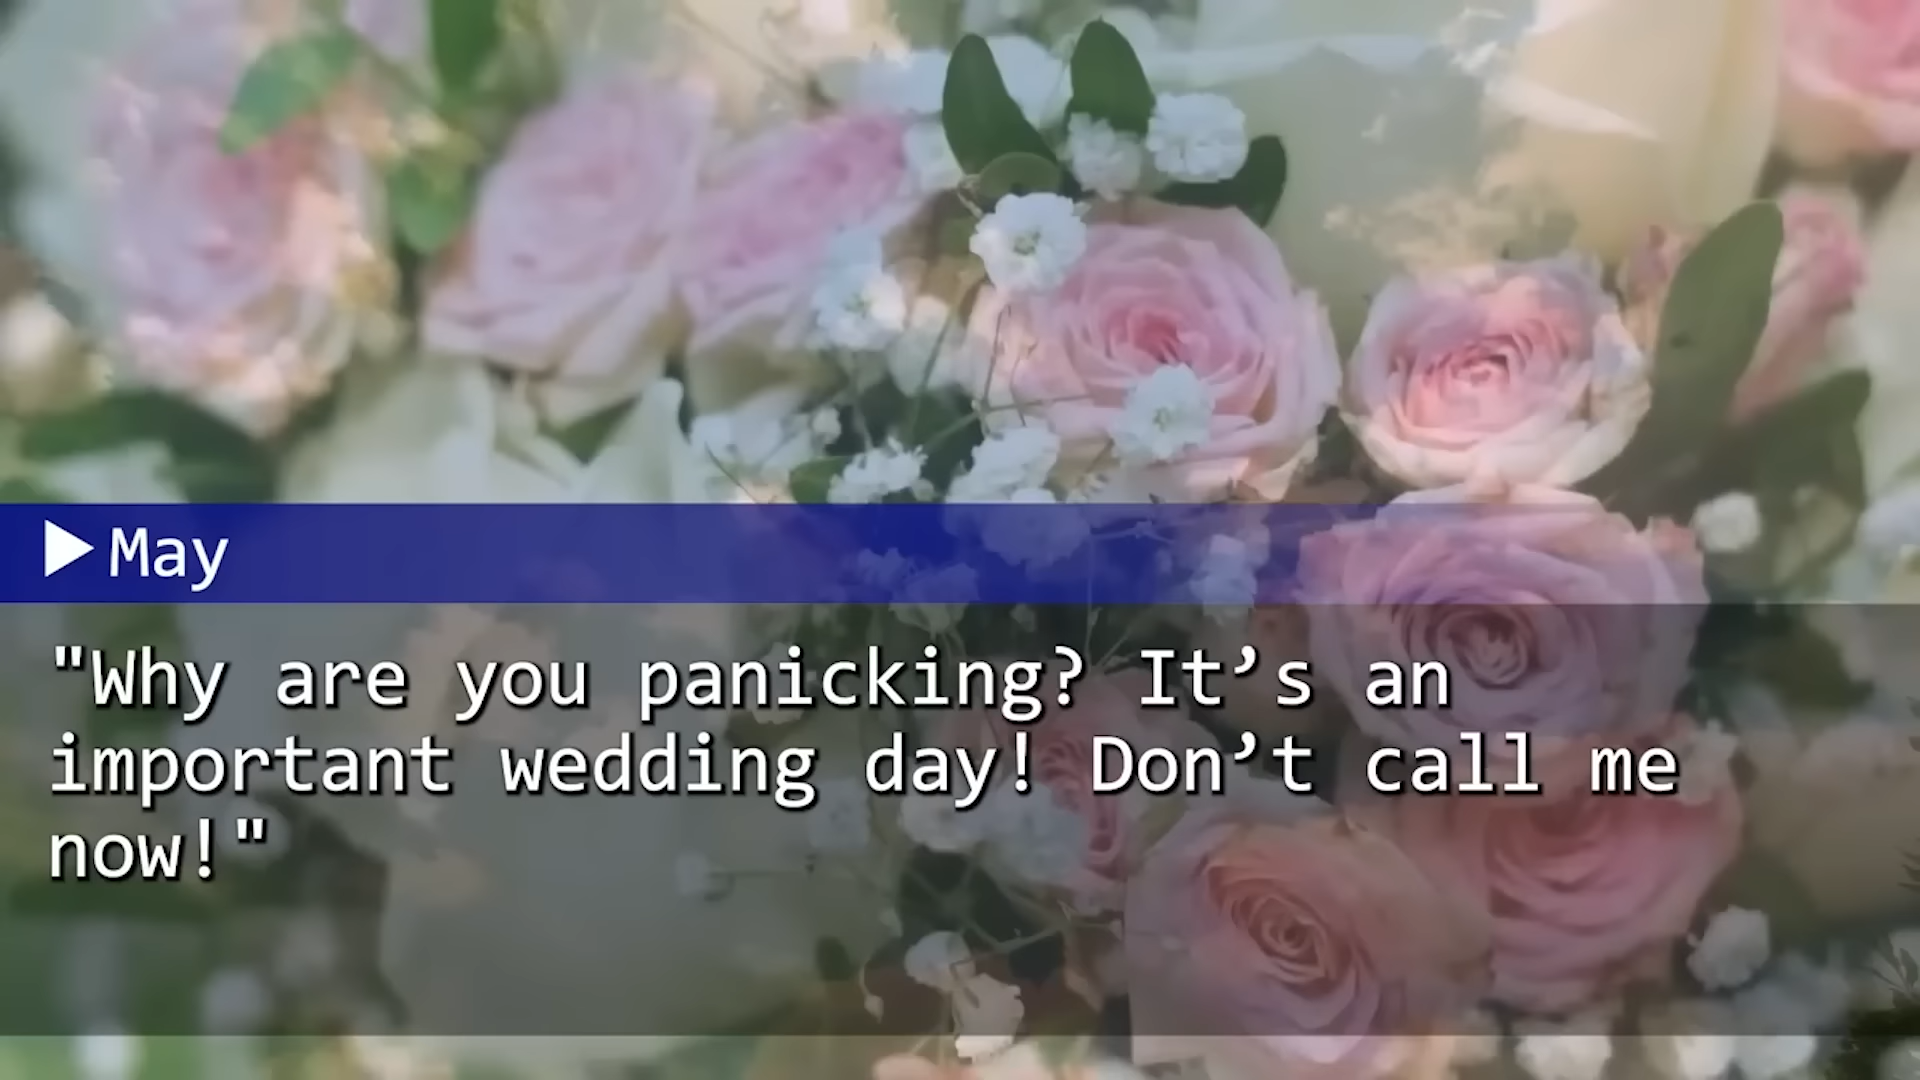 May
"Why are you panicking? It’s an
important wedding day! Don’t call me
now!"